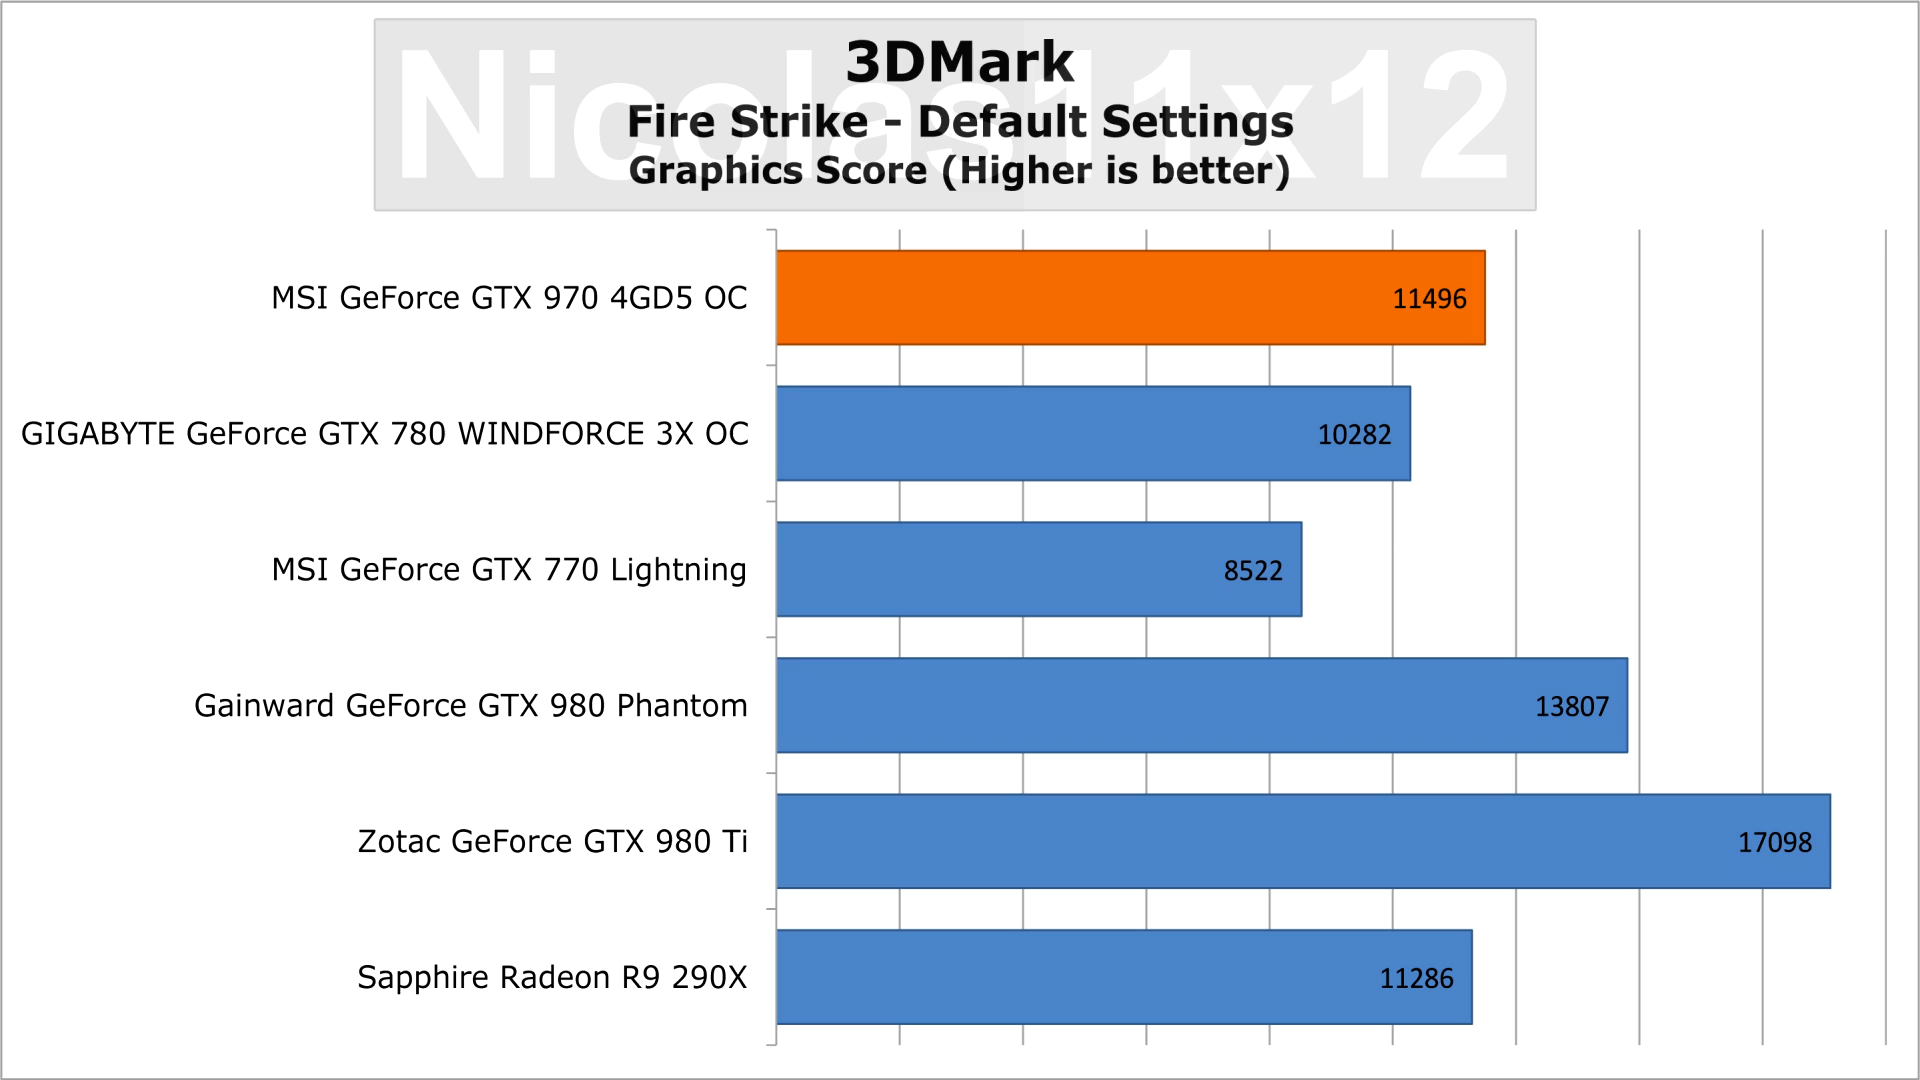 Nicolas11x12
3DMark
Fire Strike - Default Settings
Graphics Score (Higher is better)
MSI GeForce GTX 970 4GD5 OC
11496
GIGABYTE GeForce GTX 780 WINDFORCE 3X OC
10282
MSI GeForce GTX 770 Lightning
8522
Gainward GeForce GTX 980 Phantom
13807
Zotac GeForce GTX 980 Ti
17098
Sapphire Radeon R9 290X
11286